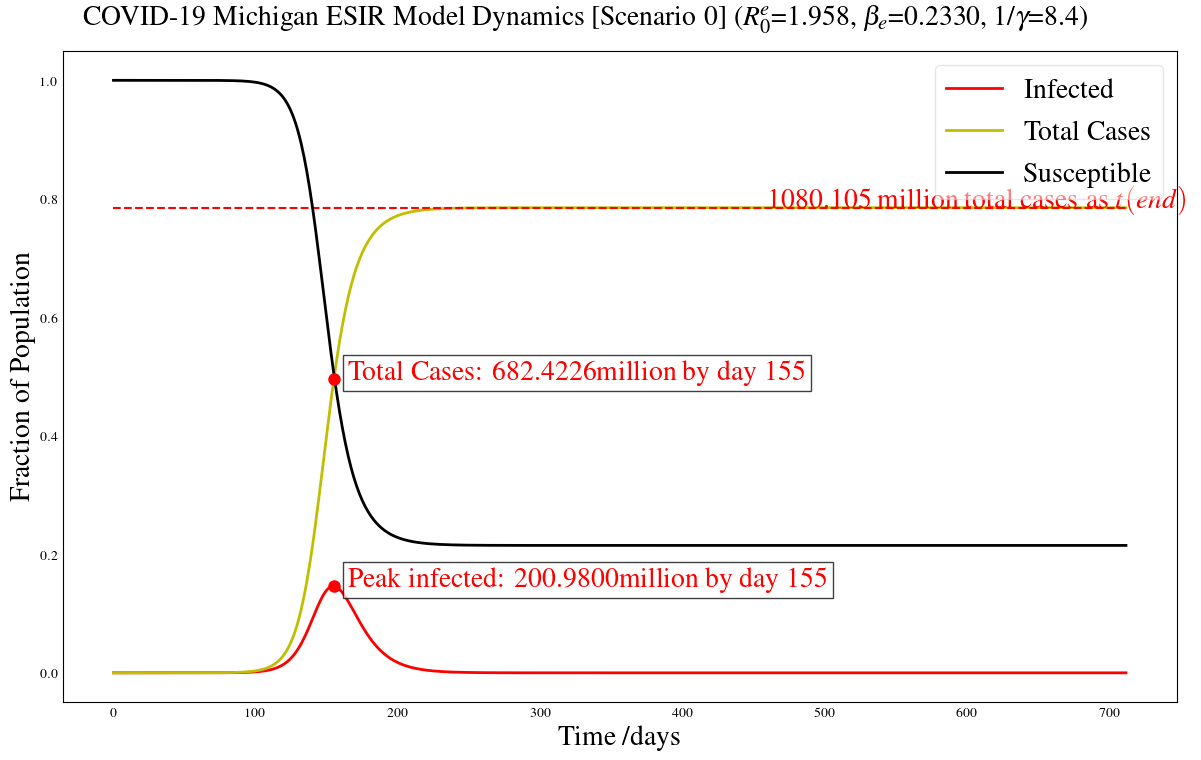 COVID-19 Michigan ESIR Model Dynamics [Scenario 0] ($R_0^e$=1.958, $\beta_e$=0.2330, 1/$\gamma$=8.4)
Infected
Total Cases
Susceptible
1080.105 million total cases as $t(end)$
Total Cases: 682.4226million by day 155
Peak infected: 200.9800million by day 155
Fraction of Population
1.0
0.8
0.6
0.4
0.2
0.0
0 100 200 300 400 500 600 700
Time /days